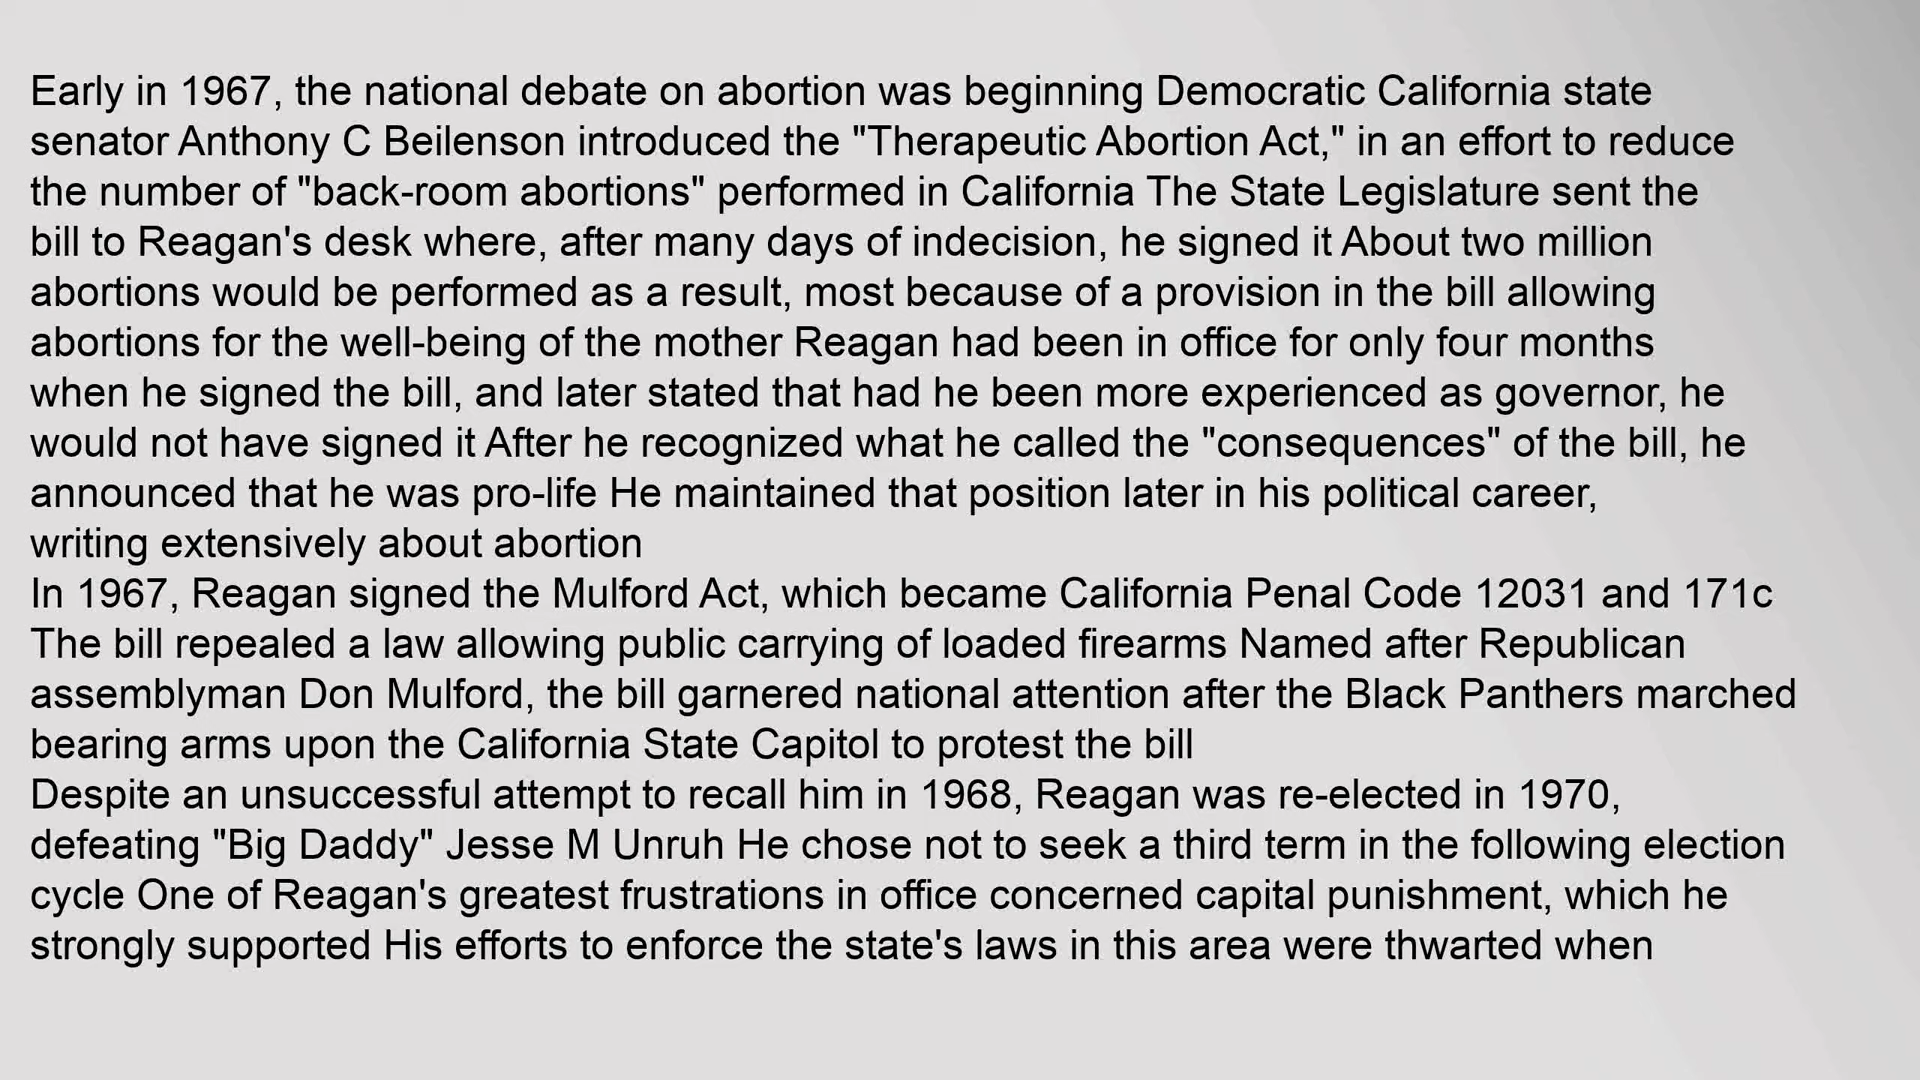 Early in 1967, the national debate on abortion was beginning Democratic California state
senator Anthony C Beilenson introduced the "Therapeutic Abortion Act," in an effort to reduce
the number of "back-room abortions" performed in California The State Legislature sent the
bill to Reagan's desk where, after many days of indecision, he signed it About two million
abortions would be performed as a result, most because of a provision in the bill allowing
abortions for the well-being of the mother Reagan had been in office for only four months
when he signed the bill, and later stated that had he been more experienced as governor, he
would not have signed it After he recognized what he called the "consequences" of the bill, he
announced that he was pro-life He maintained that position later in his political career,
writing extensively about abortion
In 1967, Reagan signed the Mulford Act, which became California Penal Code 12031 and 171c
The bill repealed a law allowing public carrying of loaded firearms Named after Republican
assemblyman Don Mulford, the bill garnered national attention after the Black Panthers marched
bearing arms upon the California State Capitol to protest the bill
Despite an unsuccessful attempt to recall him in 1968, Reagan was re-elected in 1970,
defeating "Big Daddy" Jesse M Unruh He chose not to seek a third term in the following election
cycle One of Reagan's greatest frustrations in office concerned capital punishment, which he
strongly supported His efforts to enforce the state's laws in this area were thwarted when